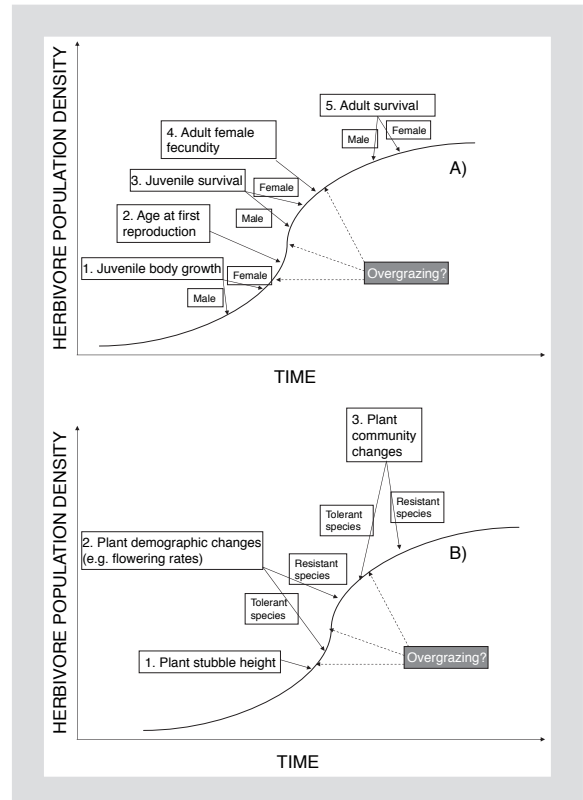 HERBIVORE POPULATION DENSITY
5. Adult survival
Male
Female
4. Adult female
fecundity
A)
3. Juvenile survival
Female
Male
2. Age at first
reproduction
1. Juvenile body growth
Female
Male
Overgrazing?
TIME
HERBIVORE POPULATION DENSITY
3. Plant
community
changes
Tolerant
species
Resistant
species
2. Plant demographic changes
(e.g. flowering rates)
Resistant
species
B)
Tolerant
species
1. Plant stubble height
Overgrazing?
TIME